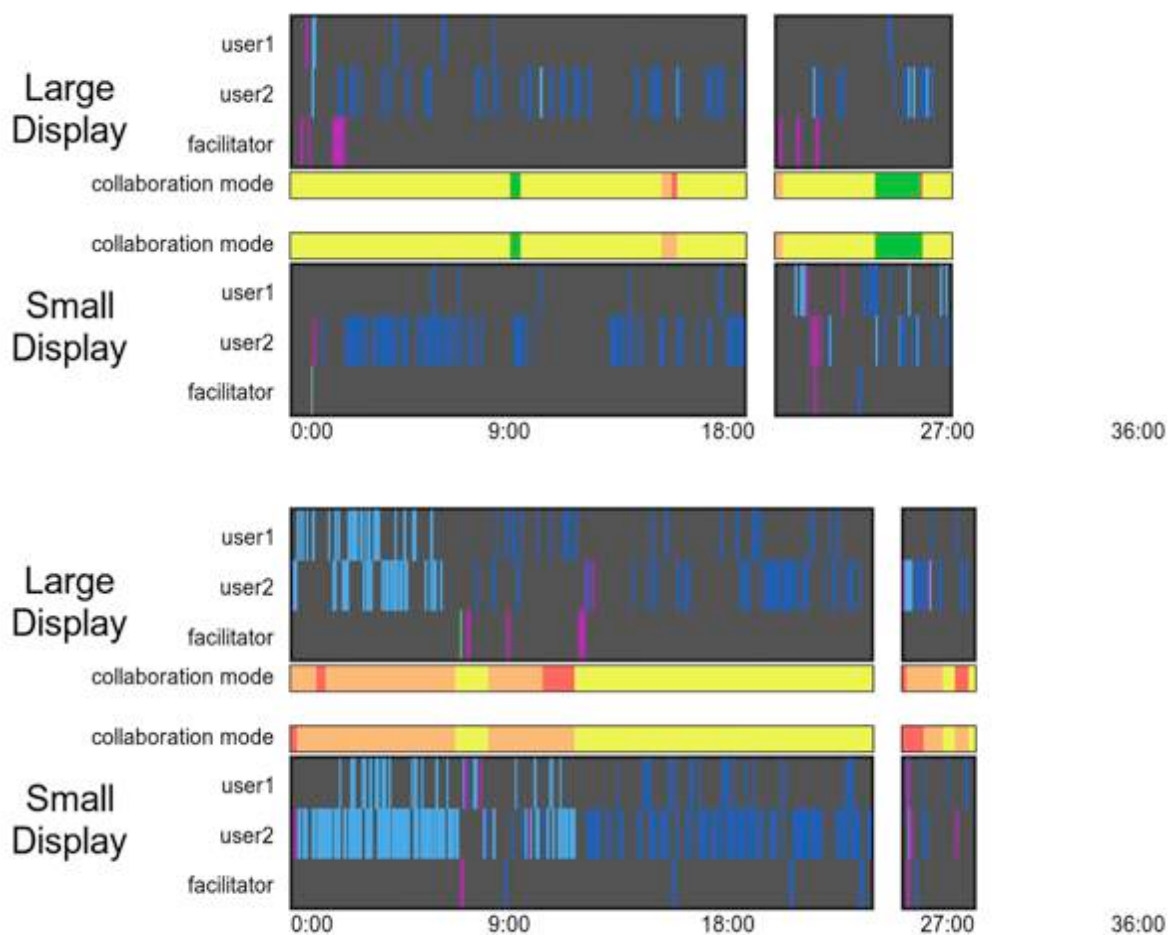 user1
Large
Display
user2
facilitator
collaboration mode
collaboration mode
user1
Small
Display
user2
facilitator
0:00 9:00 18:00 27:00 36:00
user1
Large
Display
user2
facilitator
collaboration mode
collaboration mode
user1
Small
Display
user2
facilitator
0:00 9:00 18:00 27:00 36:00